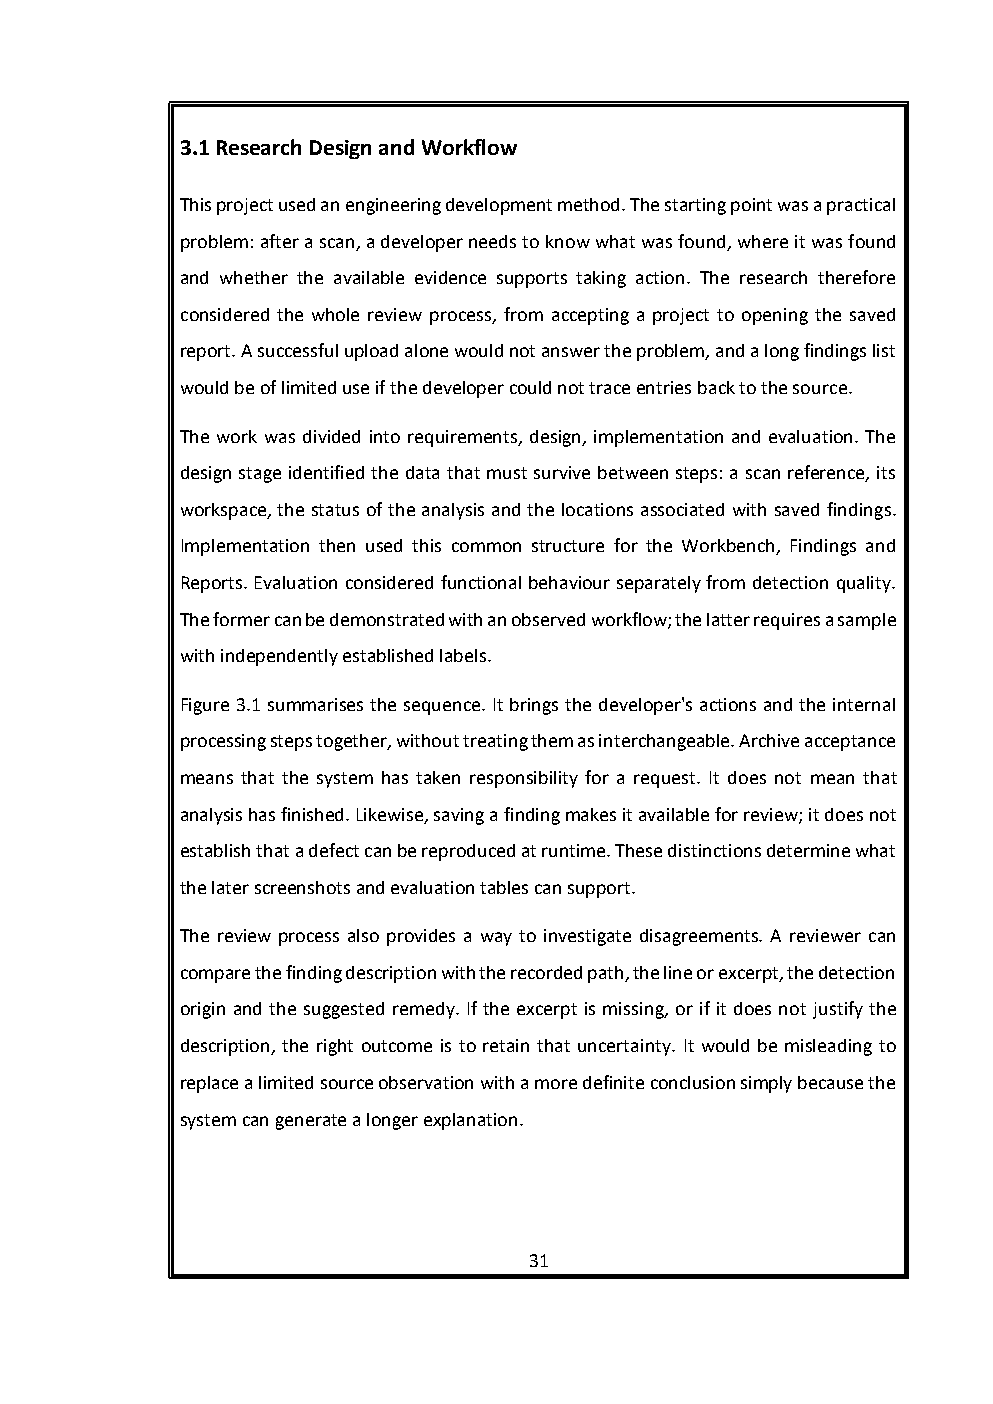 3.1 Research Design and Workflow
This project used an engineering development method. The starting point was a practical
problem: after a scan, a developer needs to know what was found, where it was found
and whether the available evidence supports taking action. The research therefore
considered the whole review process, from accepting a project to opening the saved
report. A successful upload alone would not answer the problem, and a long findings list
would be of limited use if the developer could not trace entries back to the source.
The work was divided into requirements, design, implementation and evaluation. The
design stage identified the data that must survive between steps: a scan reference, its
workspace, the status of the analysis and the locations associated with saved findings.
Implementation then used this common structure for the Workbench, Findings and
Reports. Evaluation considered functional behaviour separately from detection quality.
The former can be demonstrated with an observed workflow; the latter requires a sample
with independently established labels.
Figure 3.1 summarises the sequence. It brings the developer's actions and the internal
processing steps together, without treating them as interchangeable. Archive acceptance
means that the system has taken responsibility for a request. It does not mean that
analysis has finished. Likewise, saving a finding makes it available for review; it does not
establish that a defect can be reproduced at runtime. These distinctions determine what
the later screenshots and evaluation tables can support.
The review process also provides a way to investigate disagreements. A reviewer can
compare the finding description with the recorded path, the line or excerpt, the detection
origin and the suggested remedy. If the excerpt is missing, or if it does not justify the
description, the right outcome is to retain that uncertainty. It would be misleading to
replace a limited source observation with a more definite conclusion simply because the
system can generate a longer explanation.
31